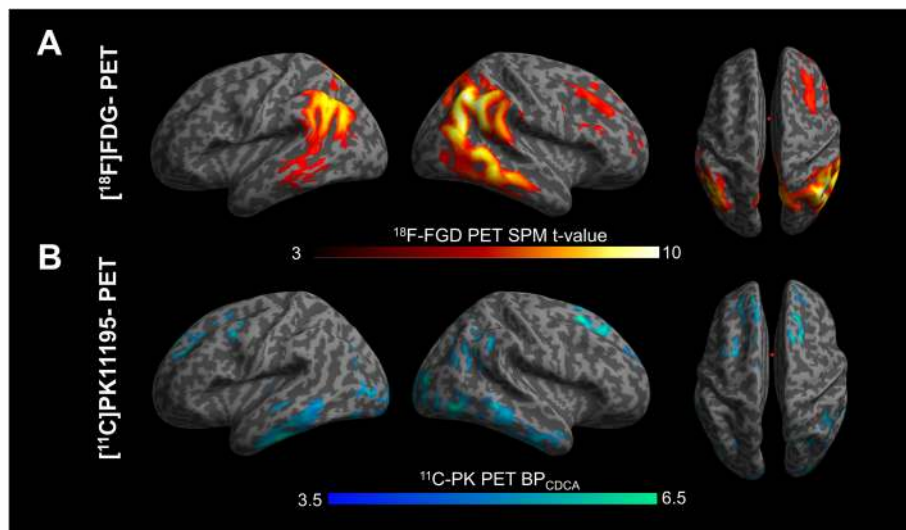 A
[¹⁸F]FDG- PET
¹⁸F-FGD PET SPM t-value
3
10
B
[¹¹C]PK11195- PET
¹¹C-PK PET BP_CDCA
3.5
6.5